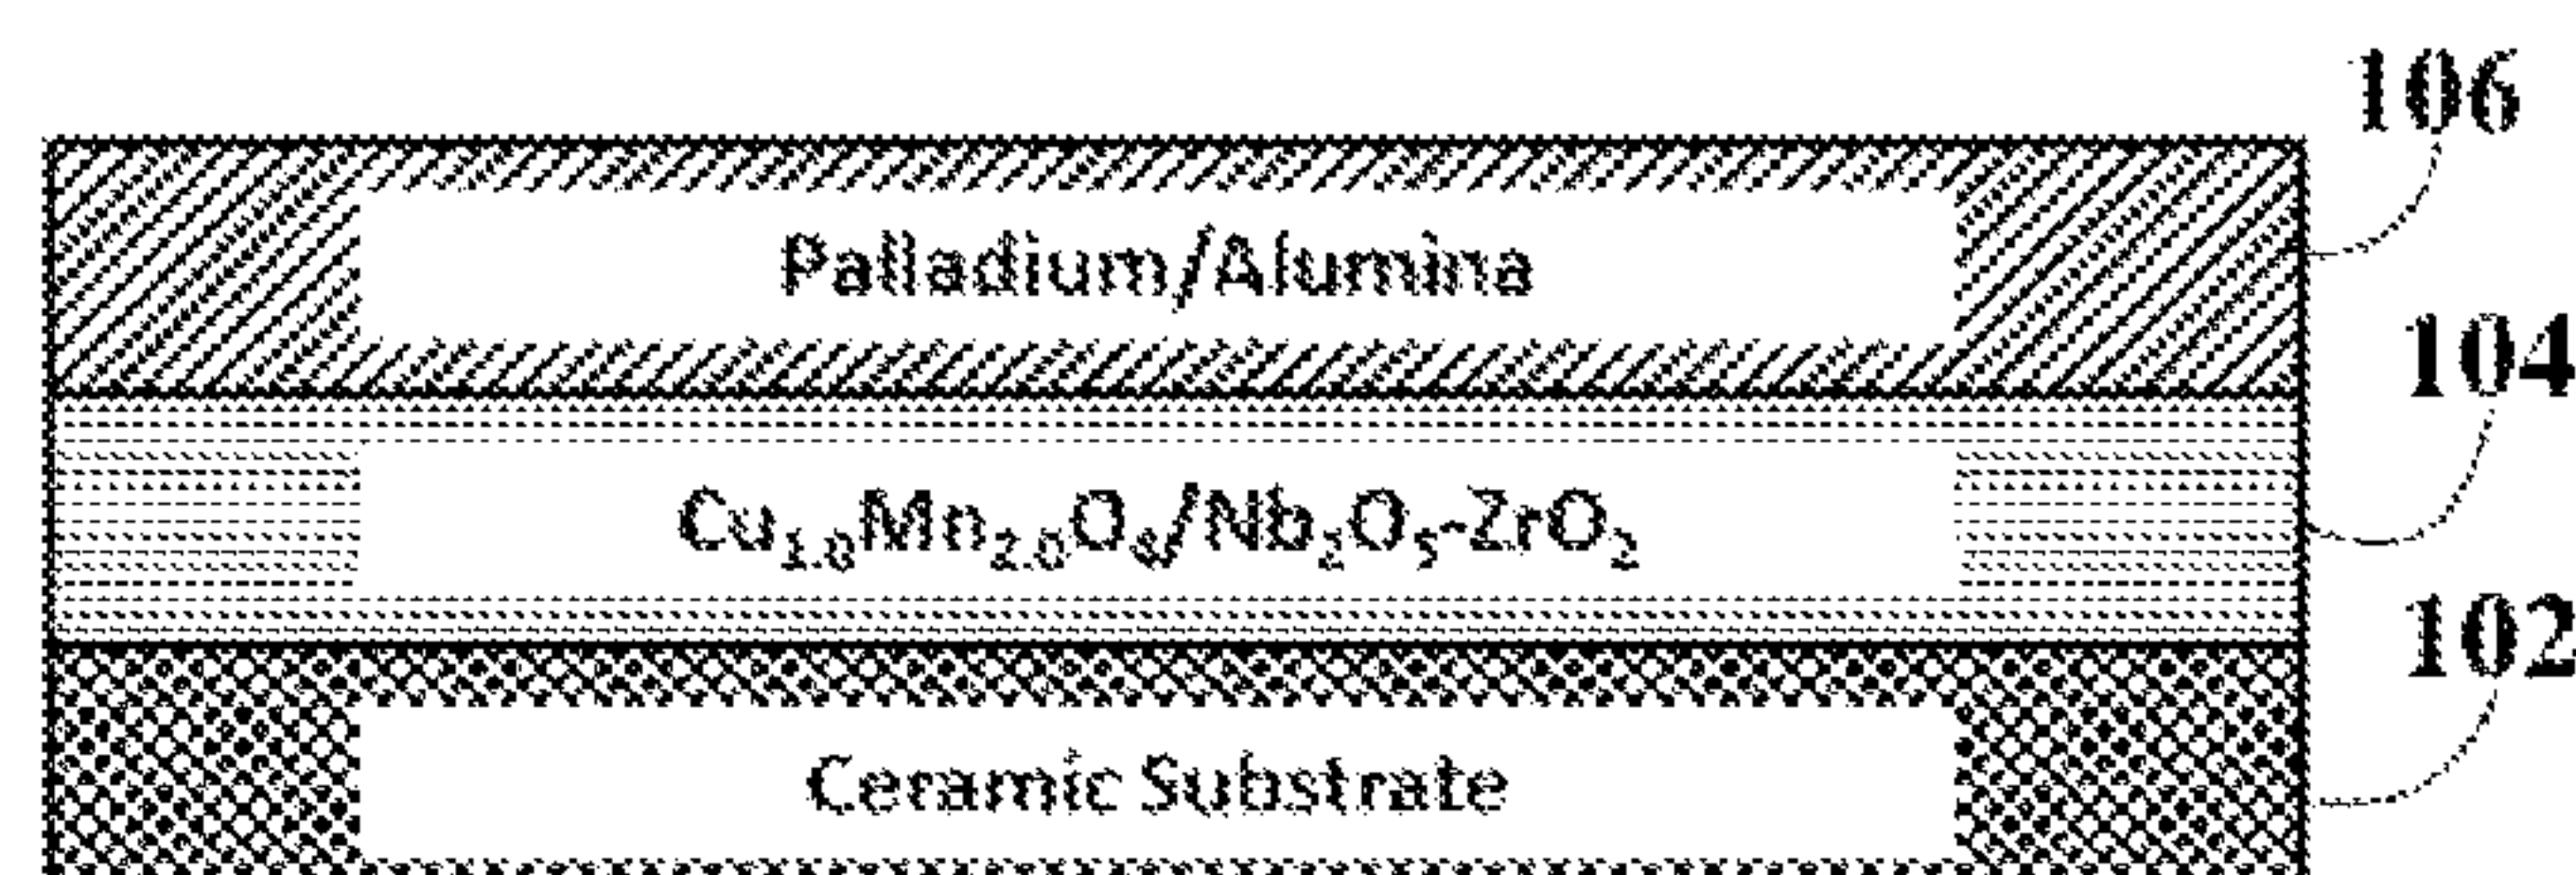 106
Palladium/Alumina
104
Cu₁.₀Mn₂.₀O₄/Nb₂O₅-ZrO₂
102
Ceramic Substrate